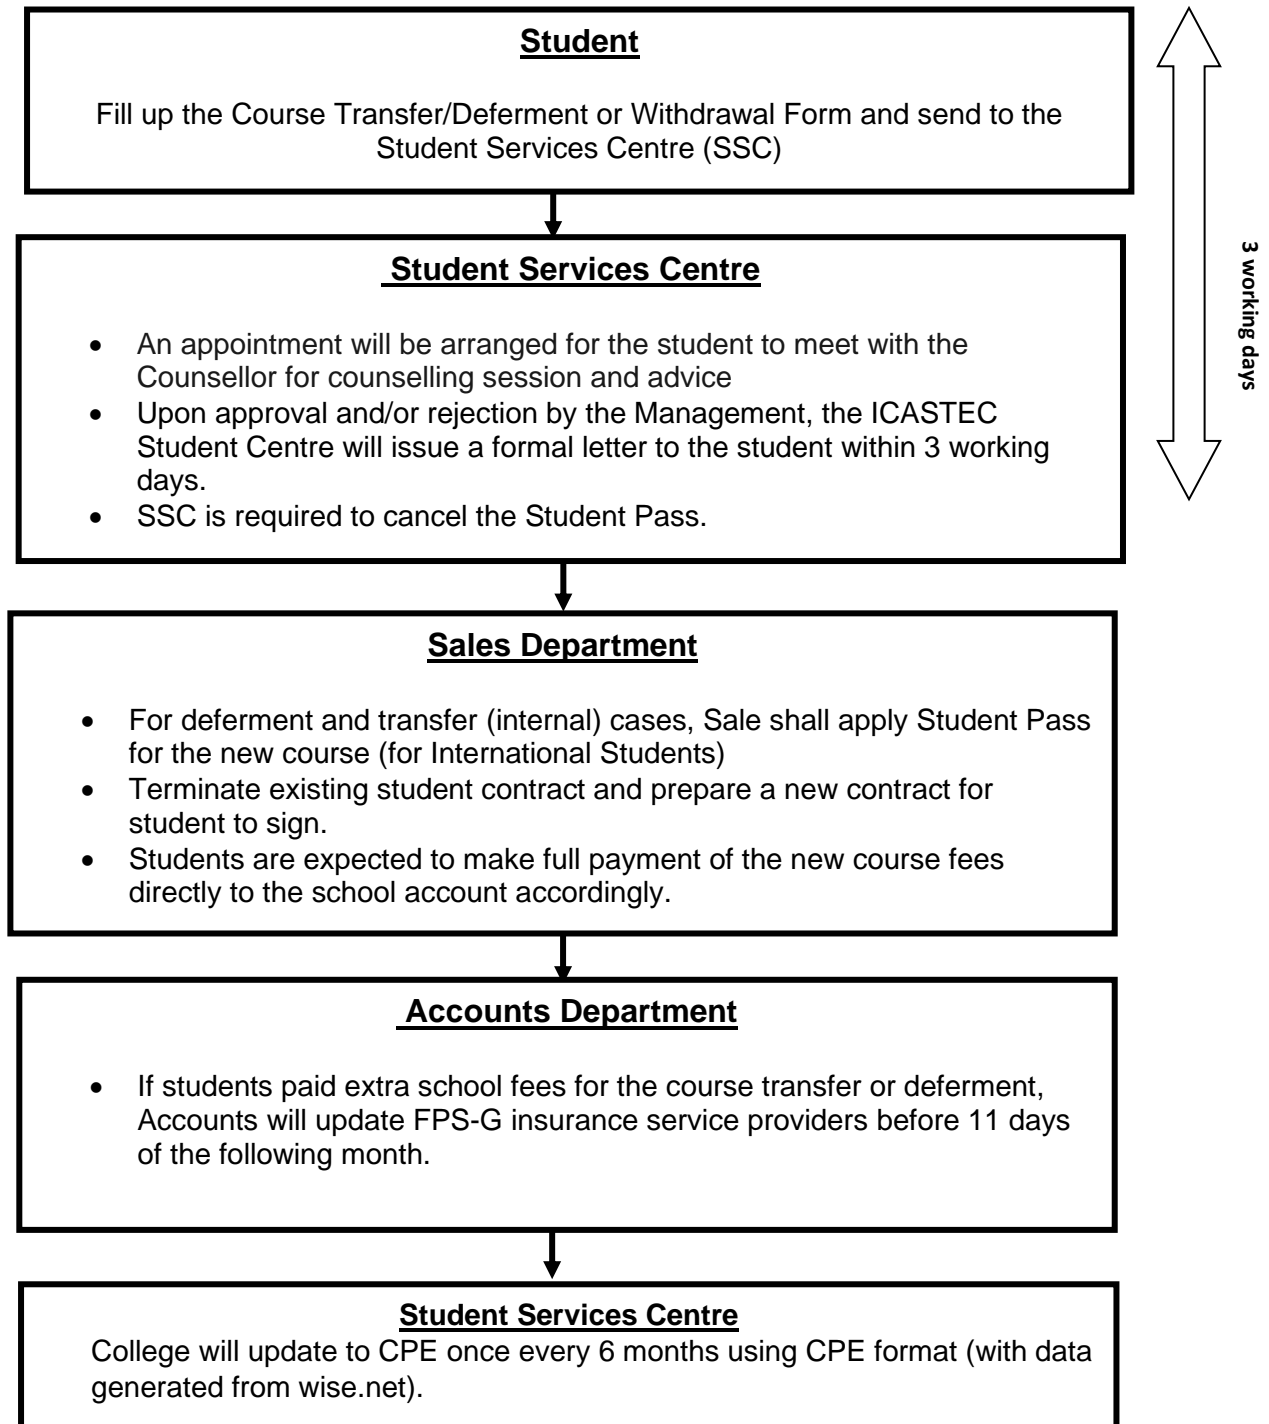 Student
Fill up the Course Transfer/Deferment or Withdrawal Form and send to the
Student Services Centre (SSC)
3 working days
Student Services Centre
• An appointment will be arranged for the student to meet with the
Counsellor for counselling session and advice
• Upon approval and/or rejection by the Management, the ICASTEC
Student Centre will issue a formal letter to the student within 3 working
days.
• SSC is required to cancel the Student Pass.
Sales Department
• For deferment and transfer (internal) cases, Sale shall apply Student Pass
for the new course (for International Students)
• Terminate existing student contract and prepare a new contract for
student to sign.
• Students are expected to make full payment of the new course fees
directly to the school account accordingly.
Accounts Department
• If students paid extra school fees for the course transfer or deferment,
Accounts will update FPS-G insurance service providers before 11 days
of the following month.
Student Services Centre
College will update to CPE once every 6 months using CPE format (with data
generated from wise.net).